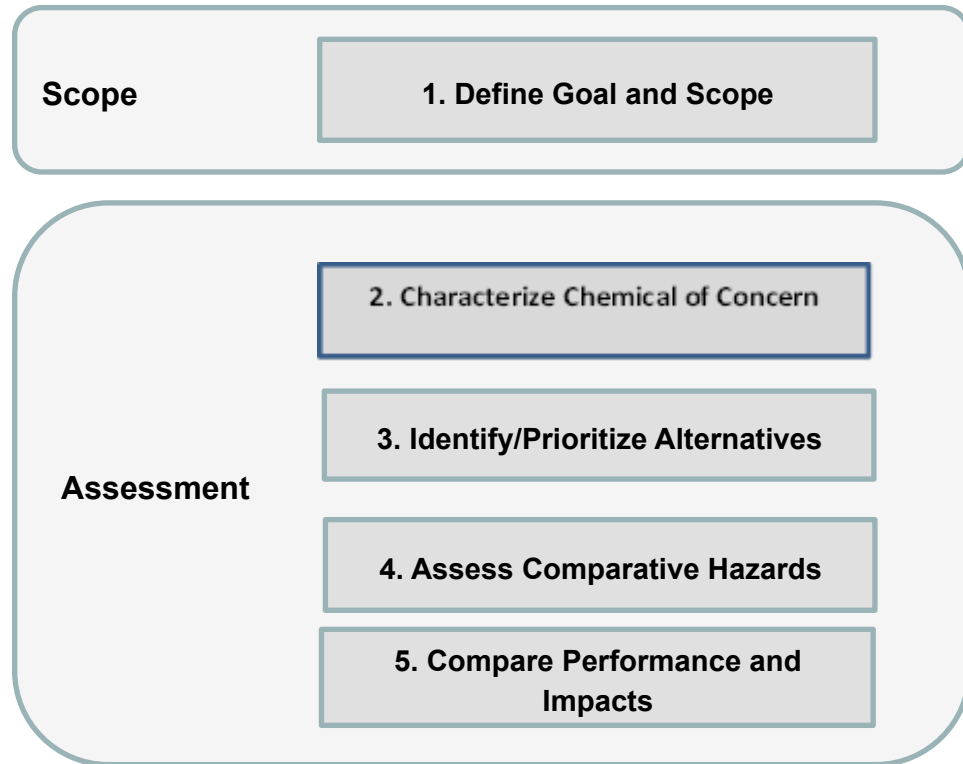 Scope
1. Define Goal and Scope
2. Characterize Chemical of Concern
3. Identify/Prioritize Alternatives
Assessment
4. Assess Comparative Hazards
5. Compare Performance and
Impacts